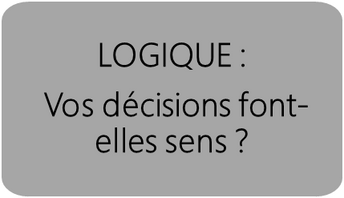 LOGIQUE :
Vos décisions font-
elles sens ?